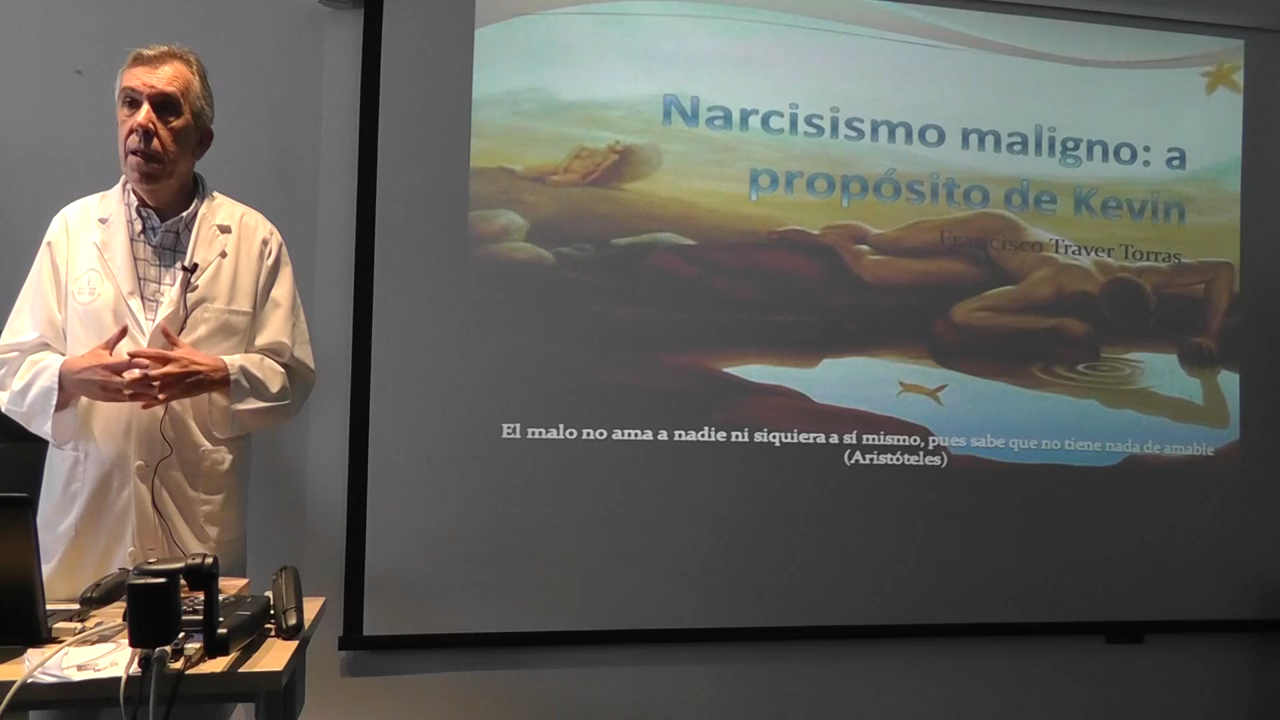 Narcisismo maligno: a
propósito de Kevin
Francisco Traver Torras
El malo no ama a nadie ni siquiera a sí mismo, pues sabe que no tiene nada de amable
(Aristóteles)